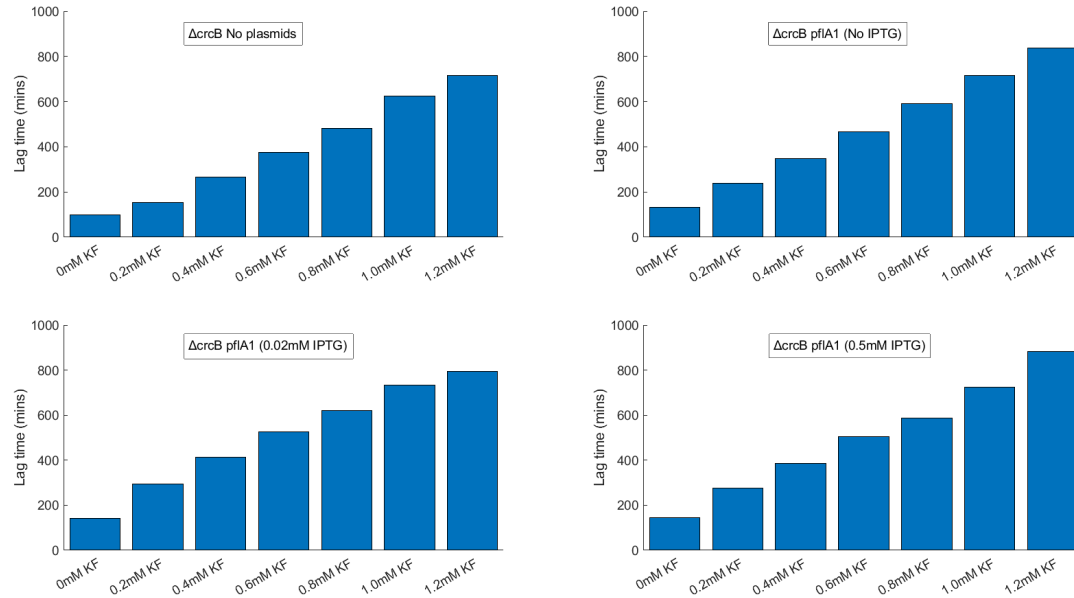 ΔcrcB No plasmids
Lag time (mins)
1000
800
600
400
200
0
0mM KF
0.2mM KF
0.4mM KF
0.6mM KF
0.8mM KF
1.0mM KF
1.2mM KF
ΔcrcB pflA1 (No IPTG)
Lag time (mins)
1000
800
600
400
200
0
0mM KF
0.2mM KF
0.4mM KF
0.6mM KF
0.8mM KF
1.0mM KF
1.2mM KF
ΔcrcB pflA1 (0.02mM IPTG)
Lag time (mins)
1000
800
600
400
200
0
0mM KF
0.2mM KF
0.4mM KF
0.6mM KF
0.8mM KF
1.0mM KF
1.2mM KF
ΔcrcB pflA1 (0.5mM IPTG)
Lag time (mins)
1000
800
600
400
200
0
0mM KF
0.2mM KF
0.4mM KF
0.6mM KF
0.8mM KF
1.0mM KF
1.2mM KF